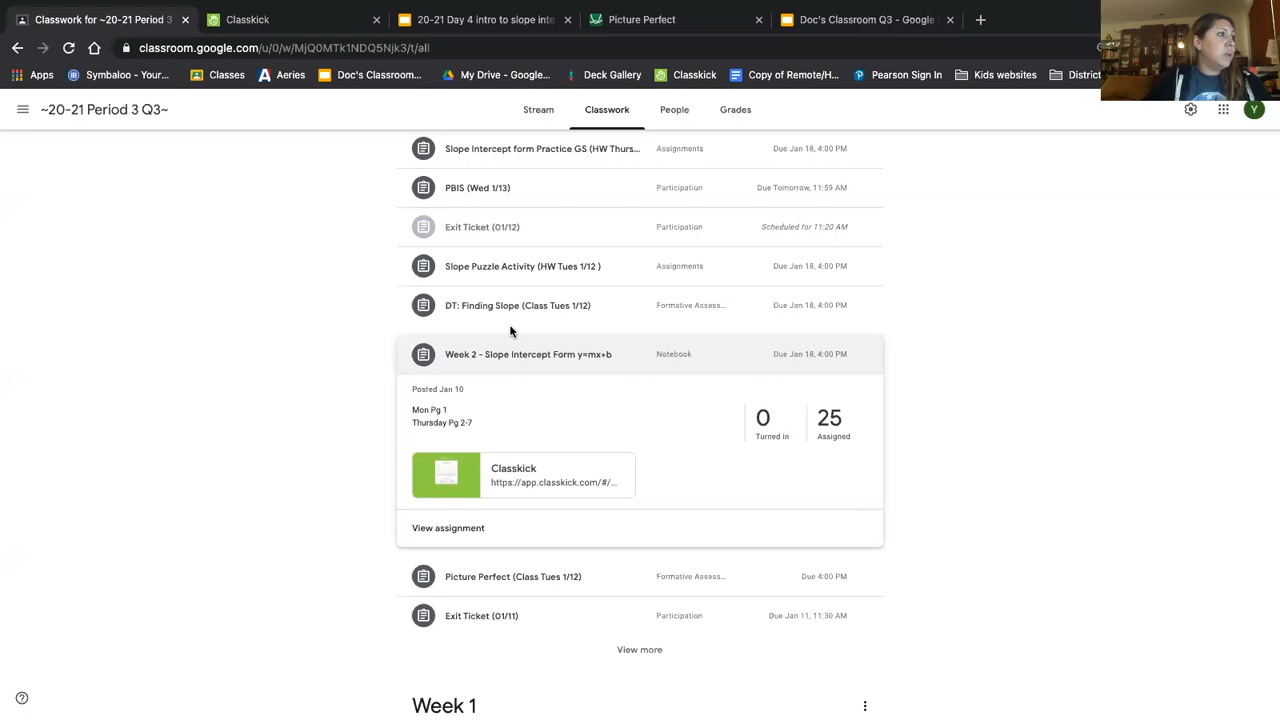 Classwork for ~20-21 Period 3
Classkick
20-21 Day 4 intro to slope inte
Picture Perfect
Doc's Classroom Q3 - Google
classroom.google.com/u/0/w/MjQ0MTk1NDQ5Njk3/t/all
Apps
Symbaloo - Your...
Classes
Aeries
Doc's Classroom...
My Drive - Google...
Deck Gallery
Classkick
Copy of Remote/H...
Pearson Sign In
Kids websites
District
~20-21 Period 3 Q3~
Stream
Classwork
People
Grades
Y
Slope Intercept form Practice GS (HW Thurs... Assignments Due Jan 18, 4:00 PM
PBIS (Wed 1/13) Participation Due Tomorrow, 11:59 AM
Exit Ticket (01/12) Participation Scheduled for 11:20 AM
Slope Puzzle Activity (HW Tues 1/12 ) Assignments Due Jan 18, 4:00 PM
DT: Finding Slope (Class Tues 1/12) Formative Assess... Due Jan 18, 4:00 PM
Week 2 - Slope Intercept Form y=mx+b Notebook Due Jan 18, 4:00 PM
Posted Jan 10
Mon Pg 1
Thursday Pg 2-7
0
Turned in
25
Assigned
Classkick
https://app.classkick.com/#/...
View assignment
Picture Perfect (Class Tues 1/12) Formative Assess... Due 4:00 PM
Exit Ticket (01/11) Participation Due Jan 11, 11:30 AM
View more
Week 1